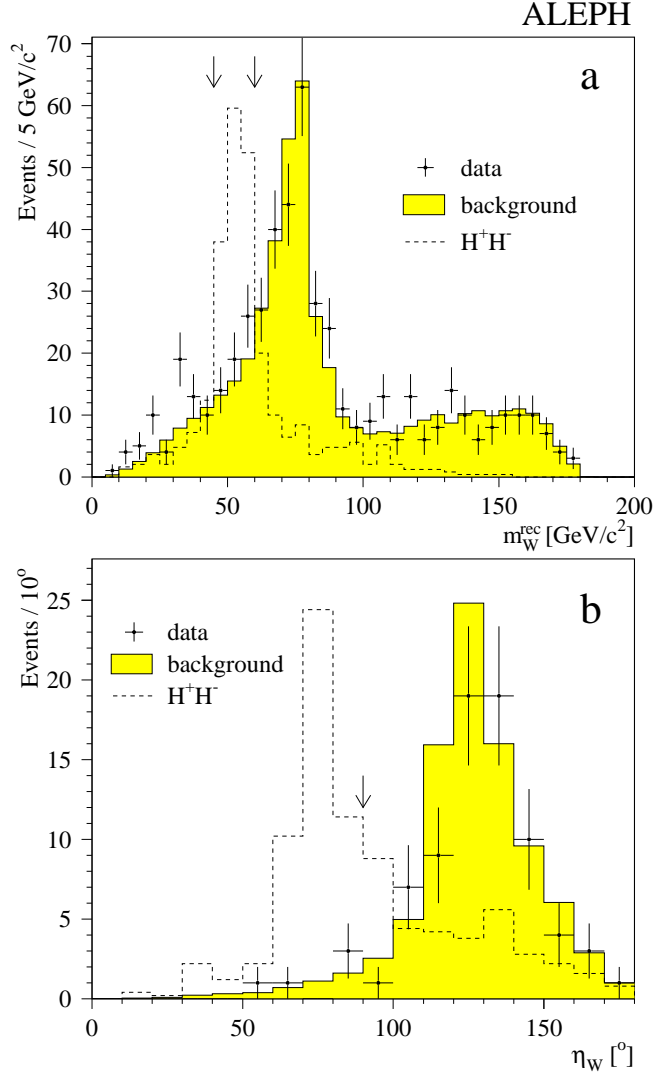 ALEPH
a
Events / 5 GeV/c²
70
60
50
40
30
20
10
0
data
background
H⁺H⁻
0 50 100 150 200
m_W^rec [GeV/c²]
b
Events / 10°
25
20
15
10
5
0
data
background
H⁺H⁻
0 50 100 150
η_W [°]